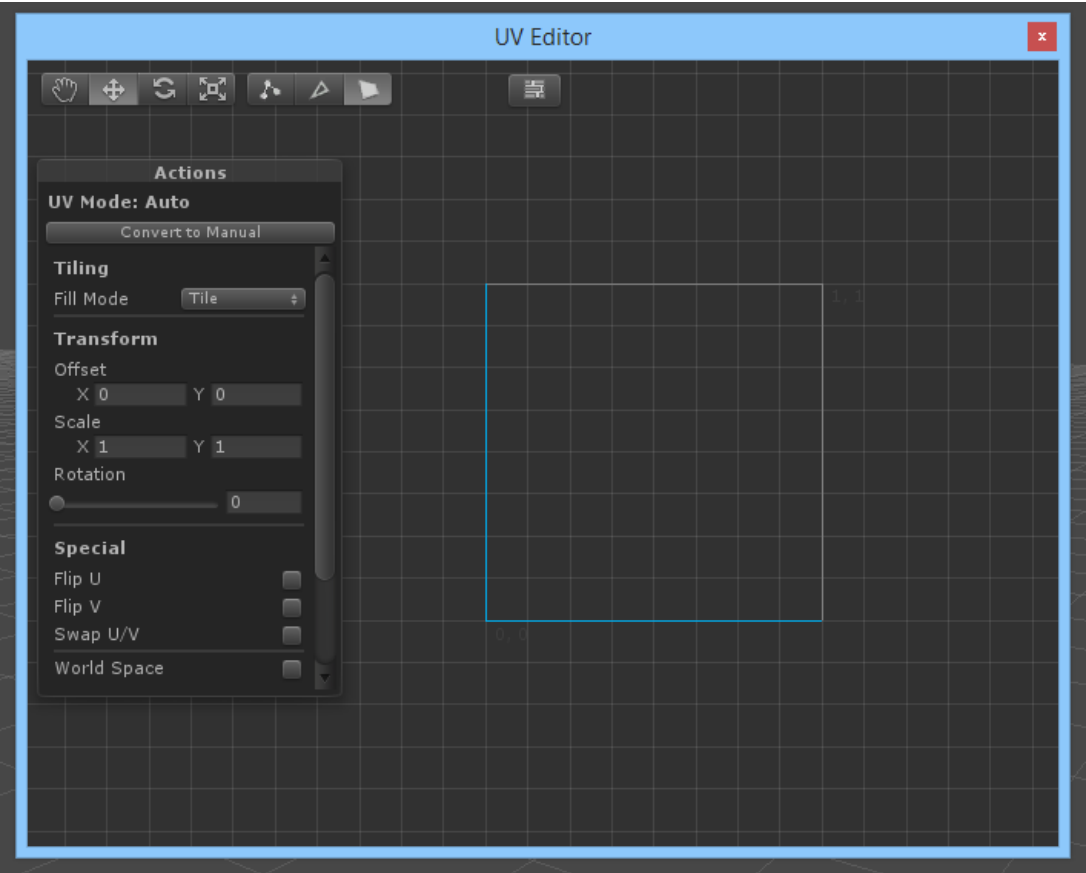 UV Editor
x
Actions
UV Mode: Auto
Convert to Manual
Tiling
Fill Mode Tile
Transform
Offset
X 0 Y 0
Scale
X 1 Y 1
Rotation
0
Special
Flip U
Flip V
Swap U/V
World Space
1, 1
0, 0